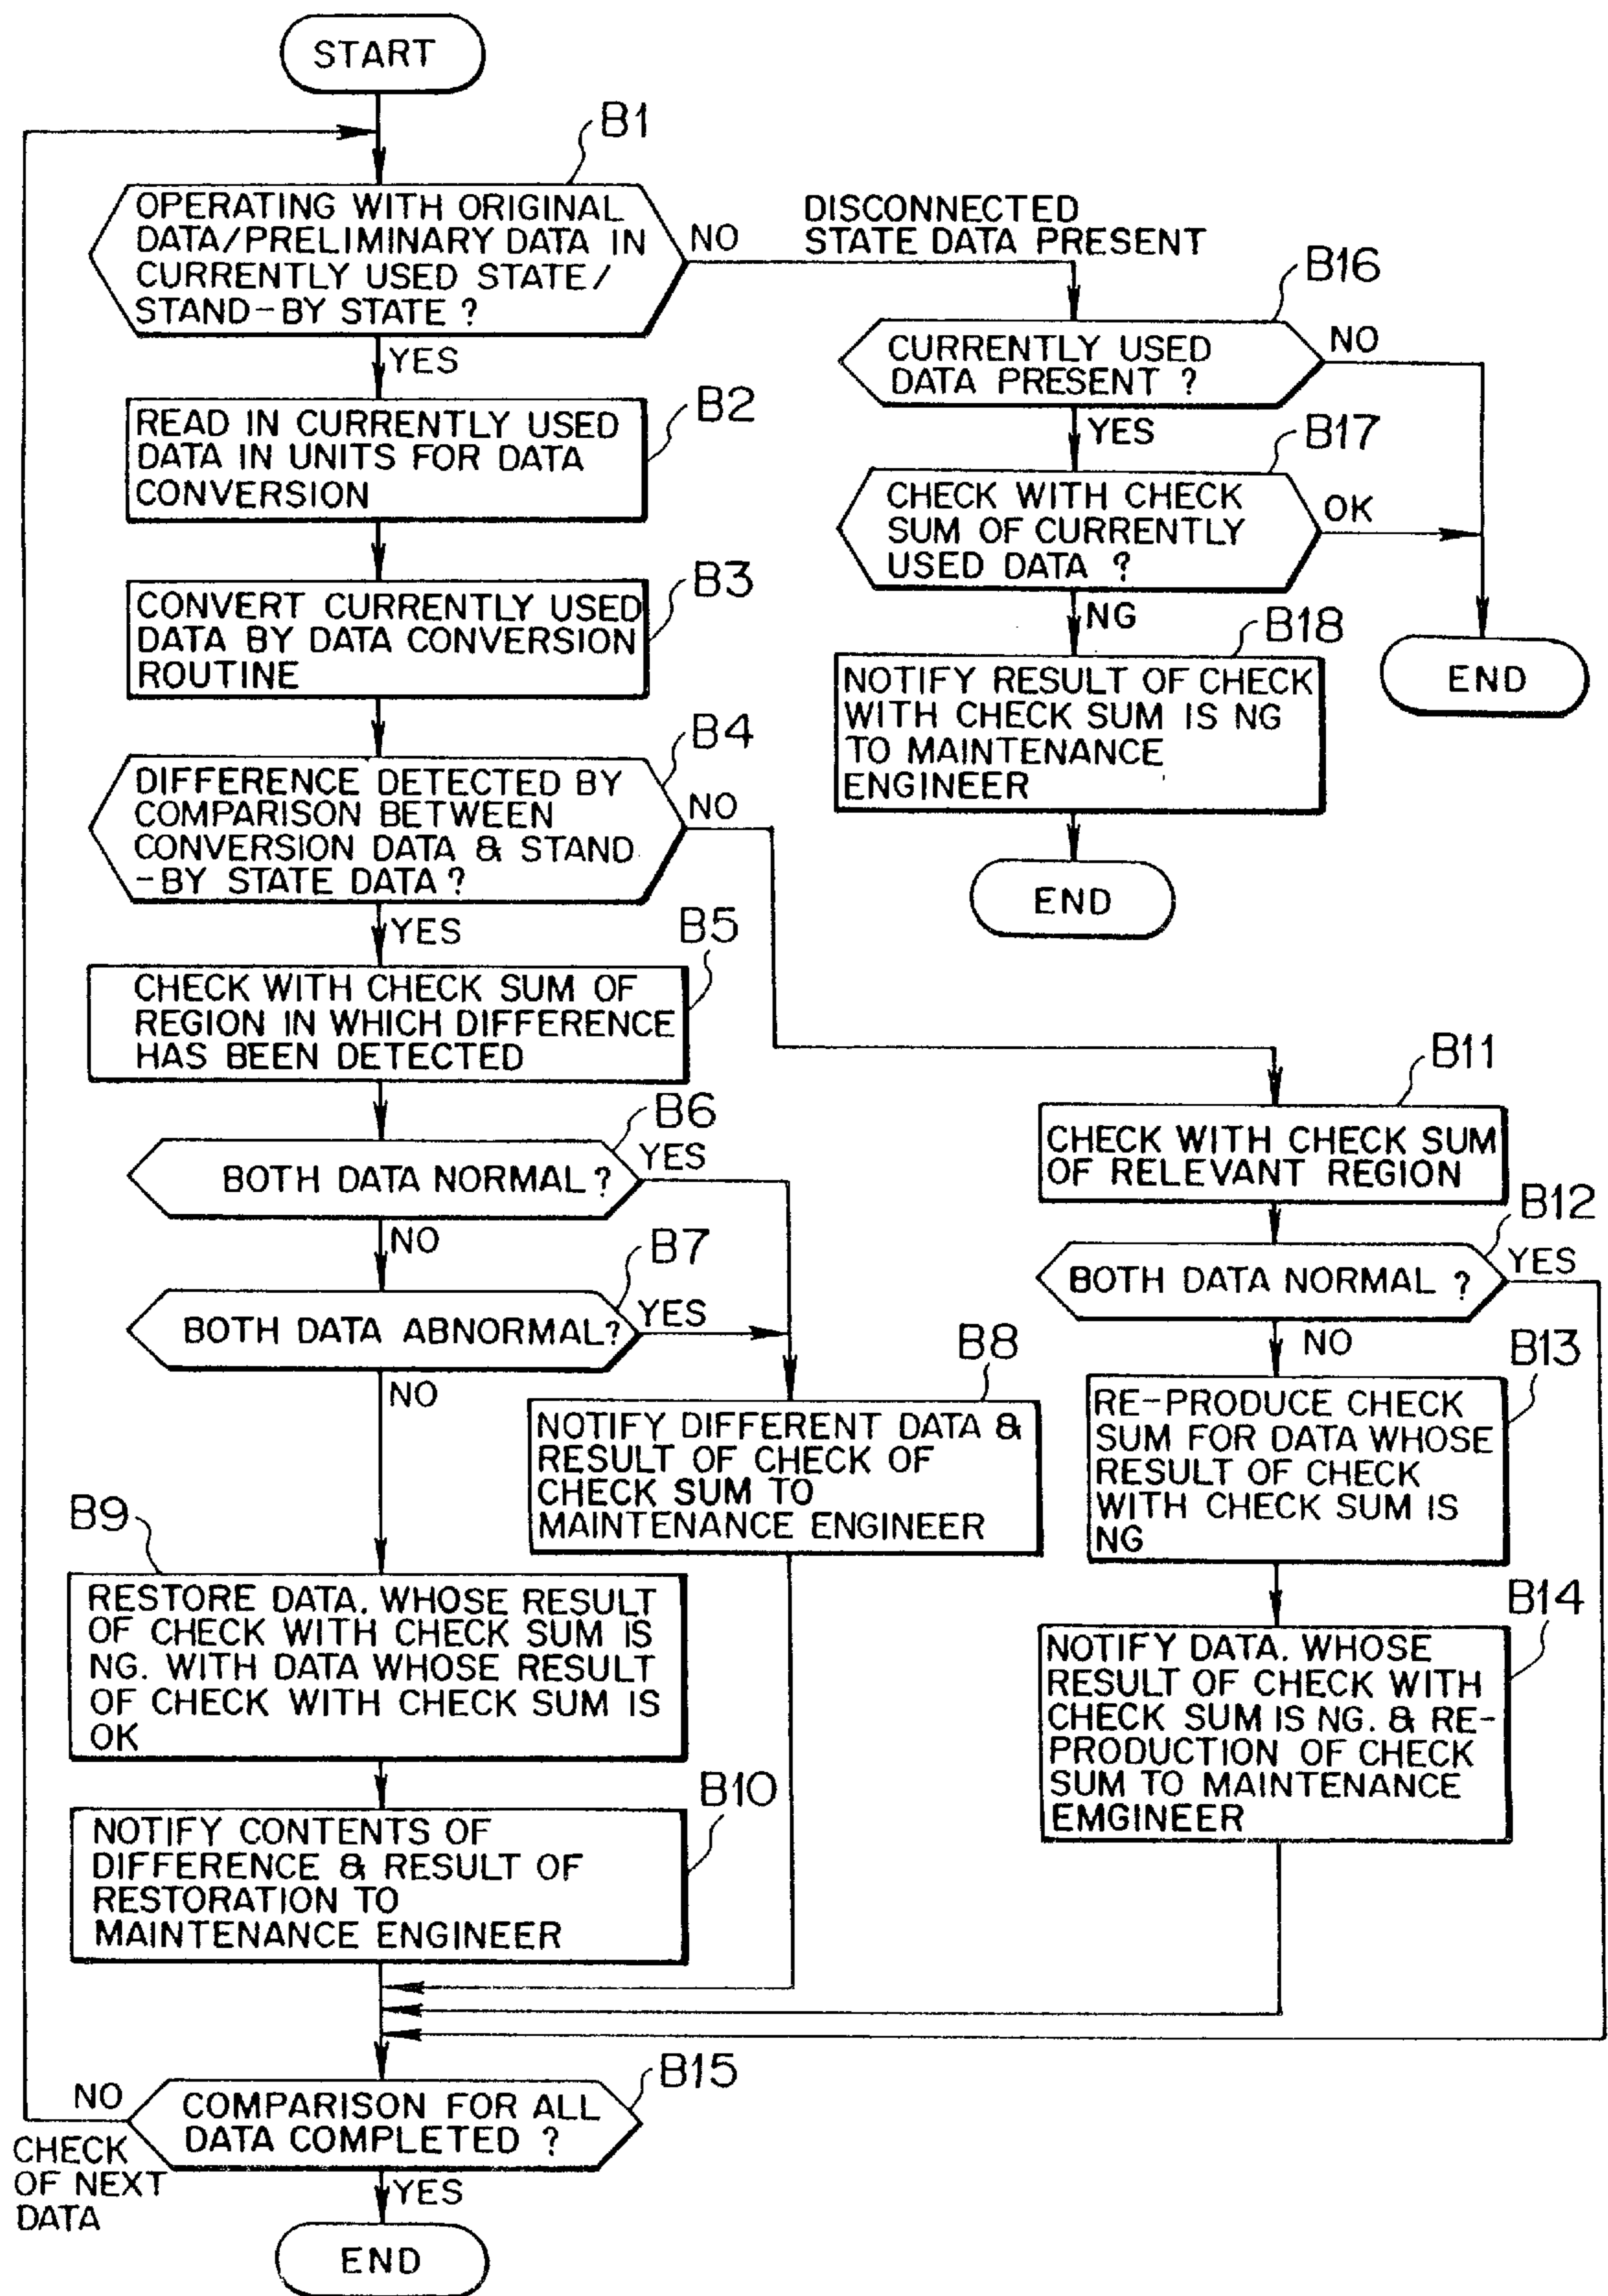 START
B1
OPERATING WITH ORIGINAL
DATA/PRELIMINARY DATA IN
CURRENTLY USED STATE/
STAND-BY STATE ?
NO
DISCONNECTED
STATE DATA PRESENT
YES
B16
CURRENTLY USED
DATA PRESENT ?
NO
YES
B2
READ IN CURRENTLY USED
DATA IN UNITS FOR DATA
CONVERSION
B17
CHECK WITH CHECK
SUM OF CURRENTLY
USED DATA ?
OK
NG
B3
CONVERT CURRENTLY USED
DATA BY DATA CONVERSION
ROUTINE
B18
NOTIFY RESULT OF CHECK
WITH CHECK SUM IS NG
TO MAINTENANCE
ENGINEER
END
END
B4
DIFFERENCE DETECTED BY
COMPARISON BETWEEN
CONVERSION DATA & STAND
-BY STATE DATA ?
NO
YES
B5
CHECK WITH CHECK SUM OF
REGION IN WHICH DIFFERENCE
HAS BEEN DETECTED
B6
BOTH DATA NORMAL ?
YES
NO
B7
BOTH DATA ABNORMAL?
YES
NO
B8
NOTIFY DIFFERENT DATA &
RESULT OF CHECK OF
CHECK SUM TO
MAINTENANCE ENGINEER
B11
CHECK WITH CHECK SUM
OF RELEVANT REGION
B12
BOTH DATA NORMAL ?
YES
NO
B13
RE-PRODUCE CHECK
SUM FOR DATA WHOSE
RESULT OF CHECK
WITH CHECK SUM IS
NG
B14
NOTIFY DATA. WHOSE
RESULT OF CHECK WITH
CHECK SUM IS NG. & RE-
PRODUCTION OF CHECK
SUM TO MAINTENANCE
EMGINEER
B9
RESTORE DATA. WHOSE RESULT
OF CHECK WITH CHECK SUM IS
NG. WITH DATA WHOSE RESULT
OF CHECK WITH CHECK SUM IS
OK
B10
NOTIFY CONTENTS OF
DIFFERENCE & RESULT OF
RESTORATION TO
MAINTENANCE ENGINEER
B15
COMPARISON FOR ALL
DATA COMPLETED ?
NO
CHECK
OF NEXT
DATA
YES
END